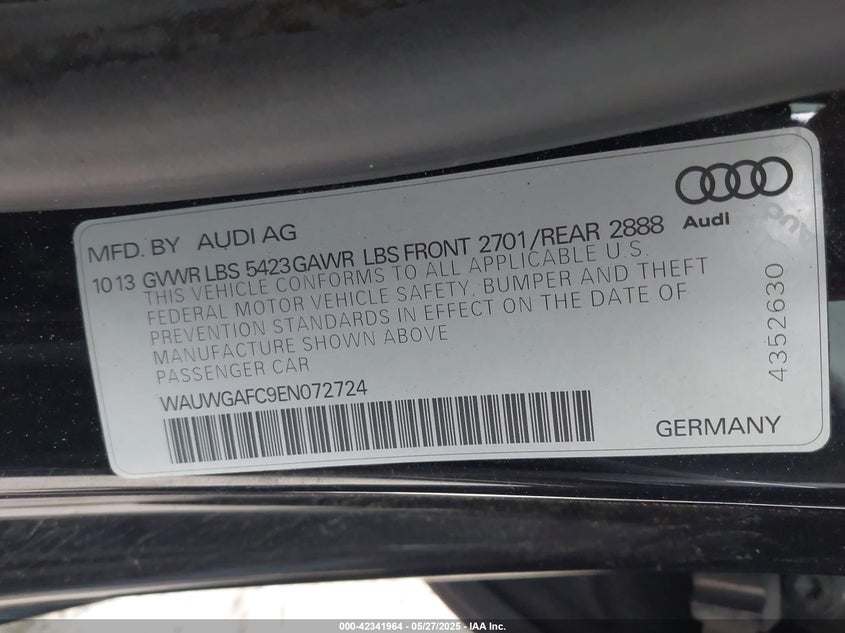 Audi
MFD. BY AUDI AG
1013 GVWR LBS 5423 GAWR LBS FRONT 2701/REAR 2888
THIS VEHICLE CONFORMS TO ALL APPLICABLE U.S.
FEDERAL MOTOR VEHICLE SAFETY, BUMPER AND THEFT
PREVENTION STANDARDS IN EFFECT ON THE DATE OF
MANUFACTURE SHOWN ABOVE
PASSENGER CAR
WAUWGAFC9EN072724
GERMANY
4352630
000-42341964 - 05/27/2025 - IAA Inc.